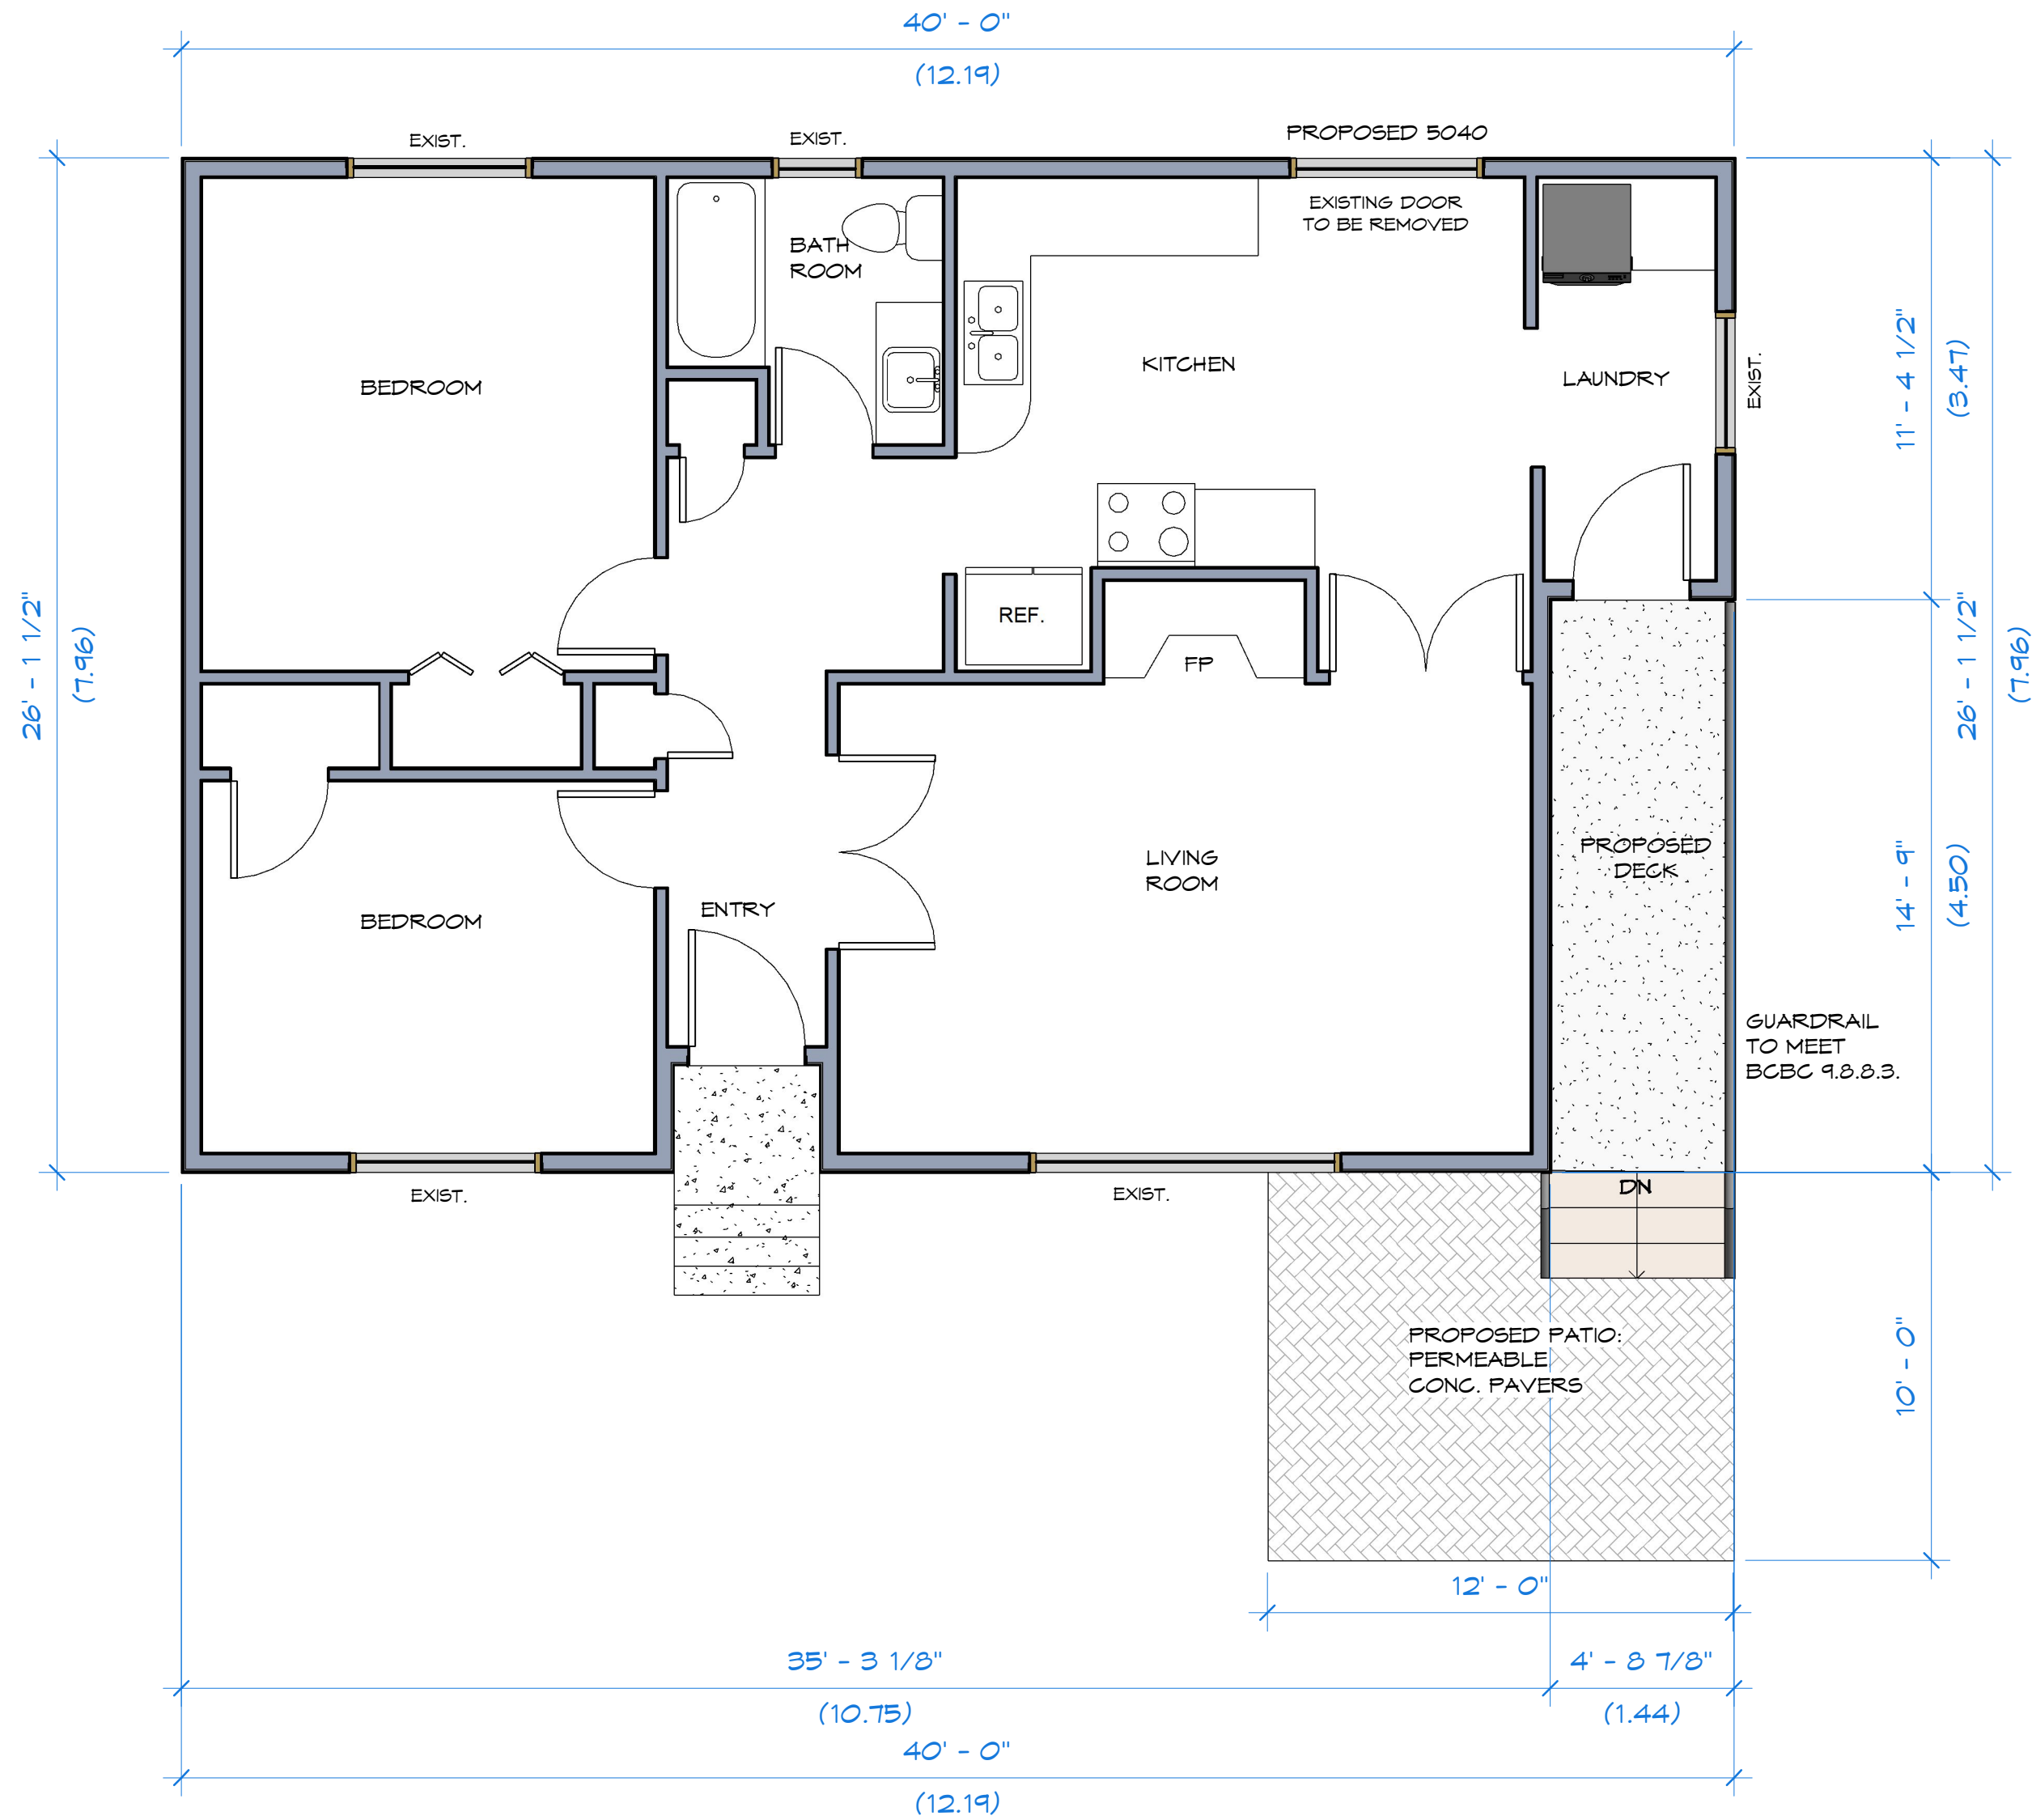 40' - 0"
(12.19)
EXIST.
EXIST.
PROPOSED 5040
EXISTING DOOR
TO BE REMOVED
BATH
ROOM
BEDROOM
KITCHEN
LAUNDRY
EXIST.
11' - 4 1/2"
(3.47)
26' - 1 1/2"
(7.96)
REF.
FP
26' - 1 1/2"
(7.96)
LIVING
ROOM
PROPOSED
DECK
14' - 9"
(4.50)
BEDROOM
ENTRY
GUARDRAIL
TO MEET
BCBC 9.8.8.3.
EXIST.
EXIST.
DN
PROPOSED PATIO:
PERMEABLE
CONC. PAVERS
10' - 0"
12' - 0"
35' - 3 1/8"
(10.75)
4' - 8 7/8"
(1.44)
40' - 0"
(12.19)